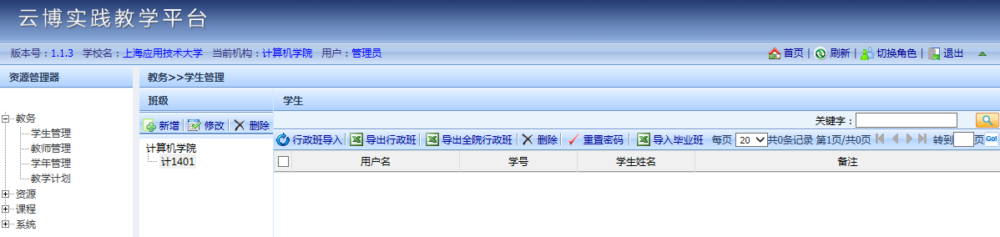 云博实践教学平台
版本号：1.1.3 学校名：上海应用技术大学 当前机构：计算机学院 用户：管理员 首页 | 刷新 | 切换角色 | 退出
资源管理器 教务>>学生管理
班级 学生
关键字：
新增 修改 删除 行政班导入 导出行政班 导出全院行政班 删除 重置密码 导入毕业班 每页 20 共0条记录 第1页/共0页 转到 页 Go!
用户名 学号 学生姓名 备注
教务
学生管理
教师管理
学年管理
教学计划
资源
课程
系统
计算机学院
计1401